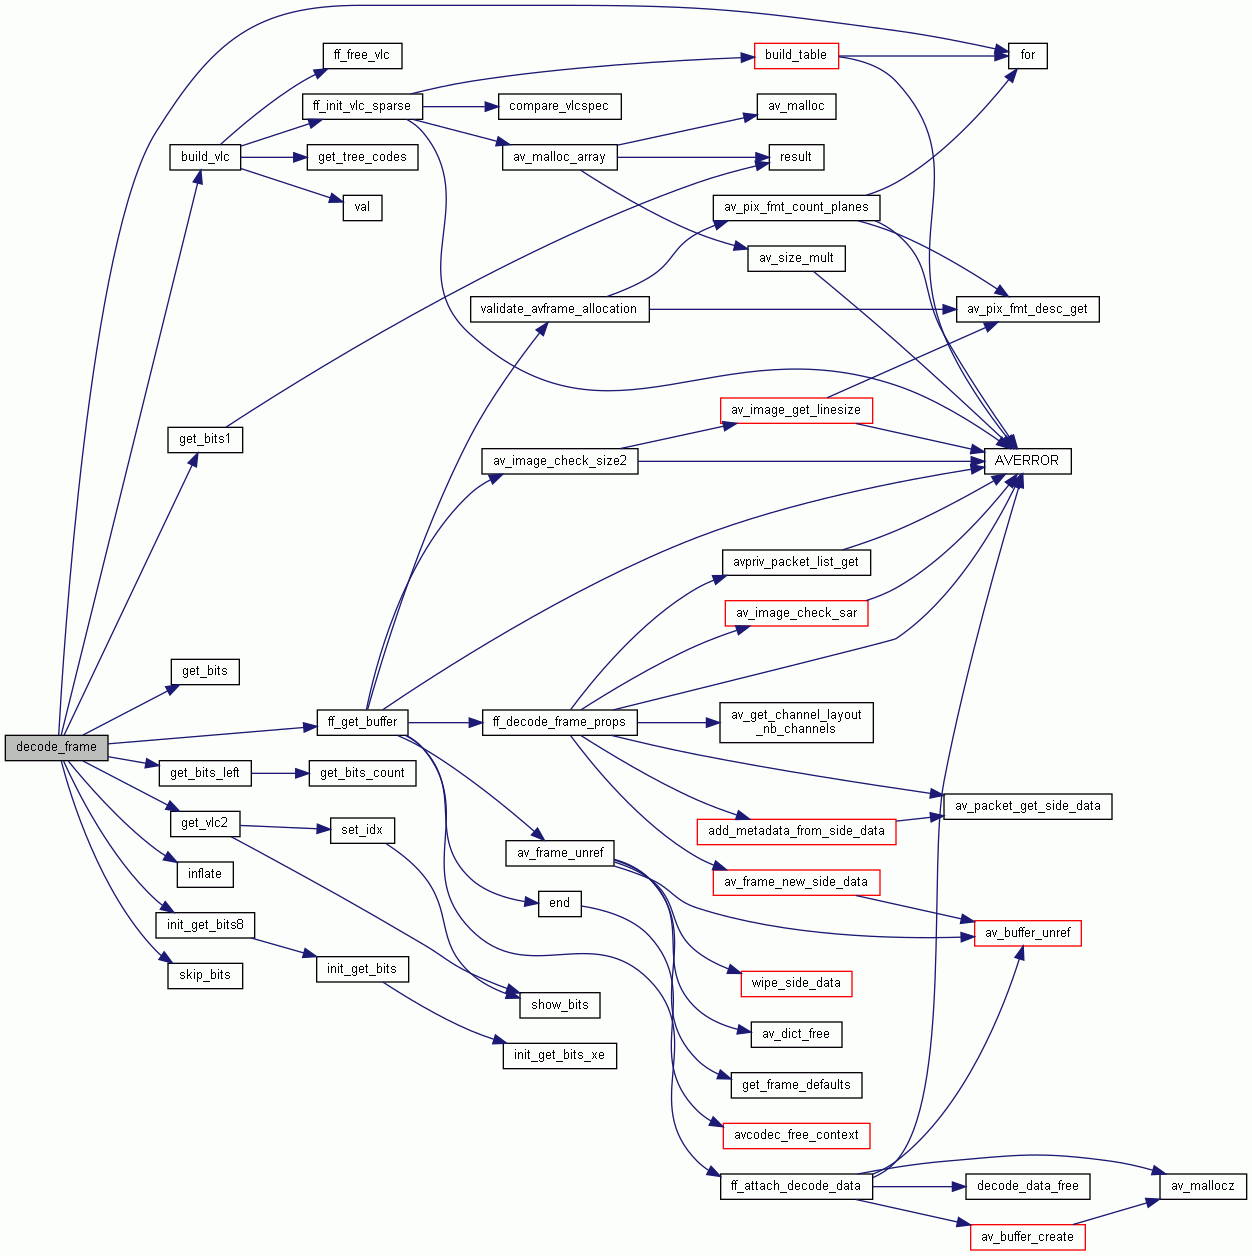 for
ff_free_vlc
build_table
ff_init_vlc_sparse
compare_vlcspec
av_malloc
build_vlc
get_tree_codes
av_malloc_array
result
val
av_pix_fmt_count_planes
av_size_mult
validate_avframe_allocation
av_pix_fmt_desc_get
av_image_get_linesize
get_bits1
av_image_check_size2
AVERROR
avpriv_packet_list_get
av_image_check_sar
get_bits
ff_get_buffer
ff_decode_frame_props
av_get_channel_layout
_nb_channels
decode_frame
get_bits_left
get_bits_count
av_packet_get_side_data
get_vlc2
set_idx
add_metadata_from_side_data
av_frame_unref
inflate
av_frame_new_side_data
end
init_get_bits8
av_buffer_unref
init_get_bits
skip_bits
wipe_side_data
show_bits
av_dict_free
init_get_bits_xe
get_frame_defaults
avcodec_free_context
ff_attach_decode_data
decode_data_free
av_mallocz
av_buffer_create